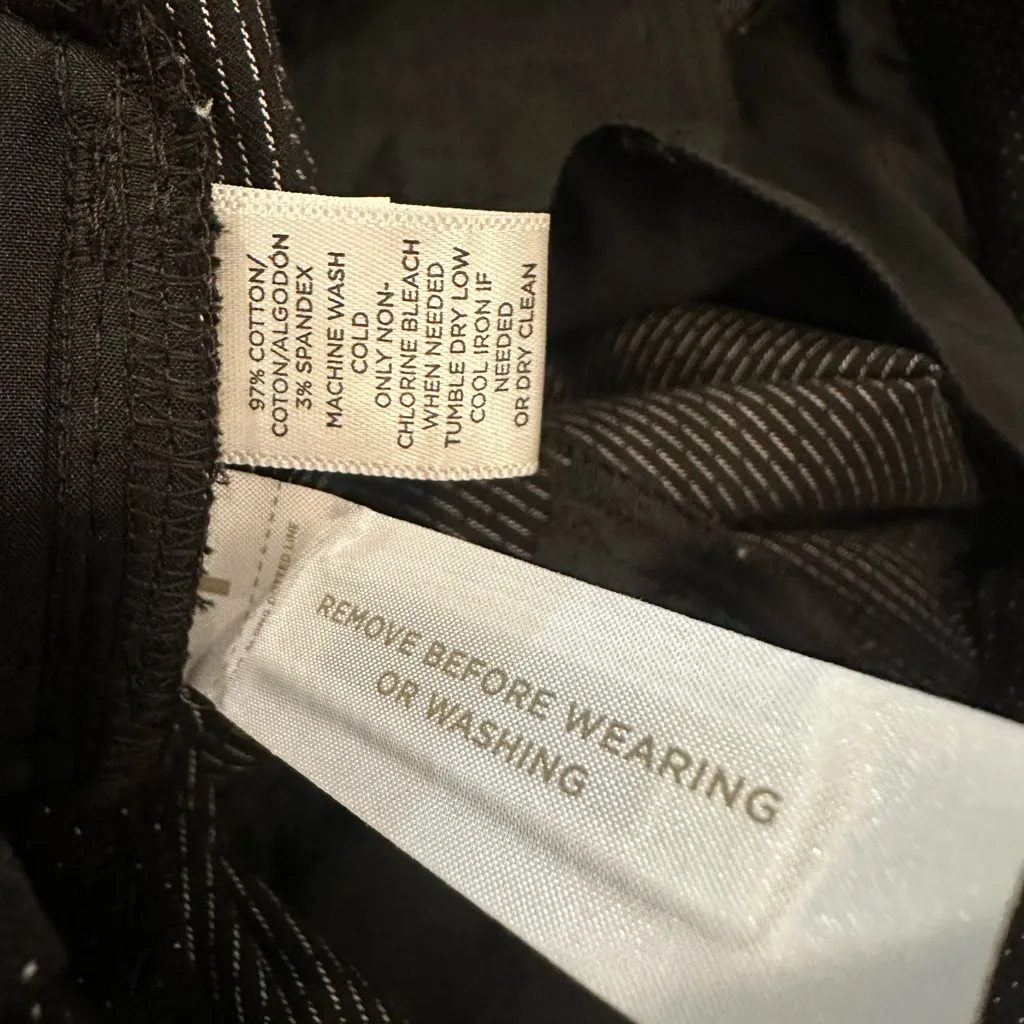 97% COTTON/
COTON/ALGODÓN
3% SPANDEX
MACHINE WASH
COLD
ONLY NON-
CHLORINE BLEACH
WHEN NEEDED
TUMBLE DRY LOW
COOL IRON IF
NEEDED
OR DRY CLEAN
REMOVE BEFORE WEARING
OR WASHING
LINE